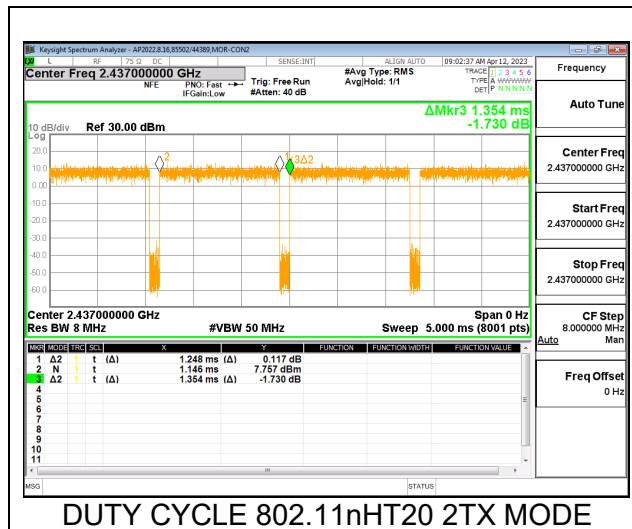 Keysight Spectrum Analyzer - AP2022.8.16,85502/44389,MOR-CON2
L RF 75 Ω DC SENSE:INT ALIGN AUTO 09:02:37 AM Apr 12, 2023
Center Freq 2.437000000 GHz
NFE PNO: Fast Trig: Free Run
IFGain:Low #Atten: 40 dB
#Avg Type: RMS
Avg|Hold: 1/1
TRACE 1 2 3 4 5 6
TYPE A WWWWW
DET P N N N N N
ΔMkr3 1.354 ms
-1.730 dB
10 dB/div Ref 30.00 dBm
Log
20.0
10.0
0.00
-10.0
-20.0
-30.0
-40.0
-50.0
-60.0
2
1
3Δ2
Center 2.437000000 GHz Span 0 Hz
Res BW 8 MHz #VBW 50 MHz Sweep 5.000 ms (8001 pts)
MKR MODE TRC SCL X Y FUNCTION FUNCTION WIDTH FUNCTION VALUE
1 Δ2 1 t (Δ) 1.248 ms (Δ) 0.117 dB
2 N 1 t 1.146 ms 7.757 dBm
3 Δ2 1 t (Δ) 1.354 ms (Δ) -1.730 dB
4
5
6
7
8
9
10
11
MSG STATUS
Frequency
Auto Tune
Center Freq
2.437000000 GHz
Start Freq
2.437000000 GHz
Stop Freq
2.437000000 GHz
CF Step
8.000000 MHz
Auto Man
Freq Offset
0 Hz
DUTY CYCLE 802.11nHT20 2TX MODE